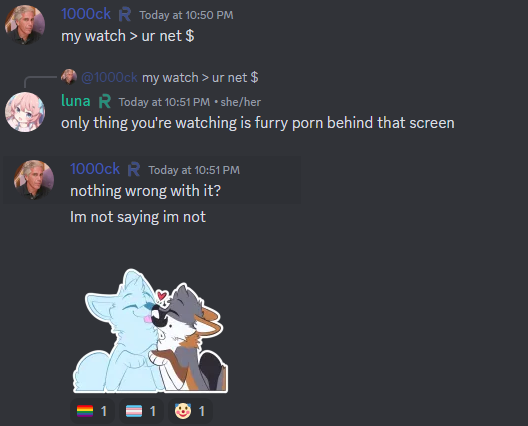 1000ck Today at 10:50 PM
my watch > ur net $
@1000ck my watch > ur net $
luna Today at 10:51 PM • she/her
only thing you're watching is furry porn behind that screen
1000ck Today at 10:51 PM
nothing wrong with it?
Im not saying im not
1 1 1